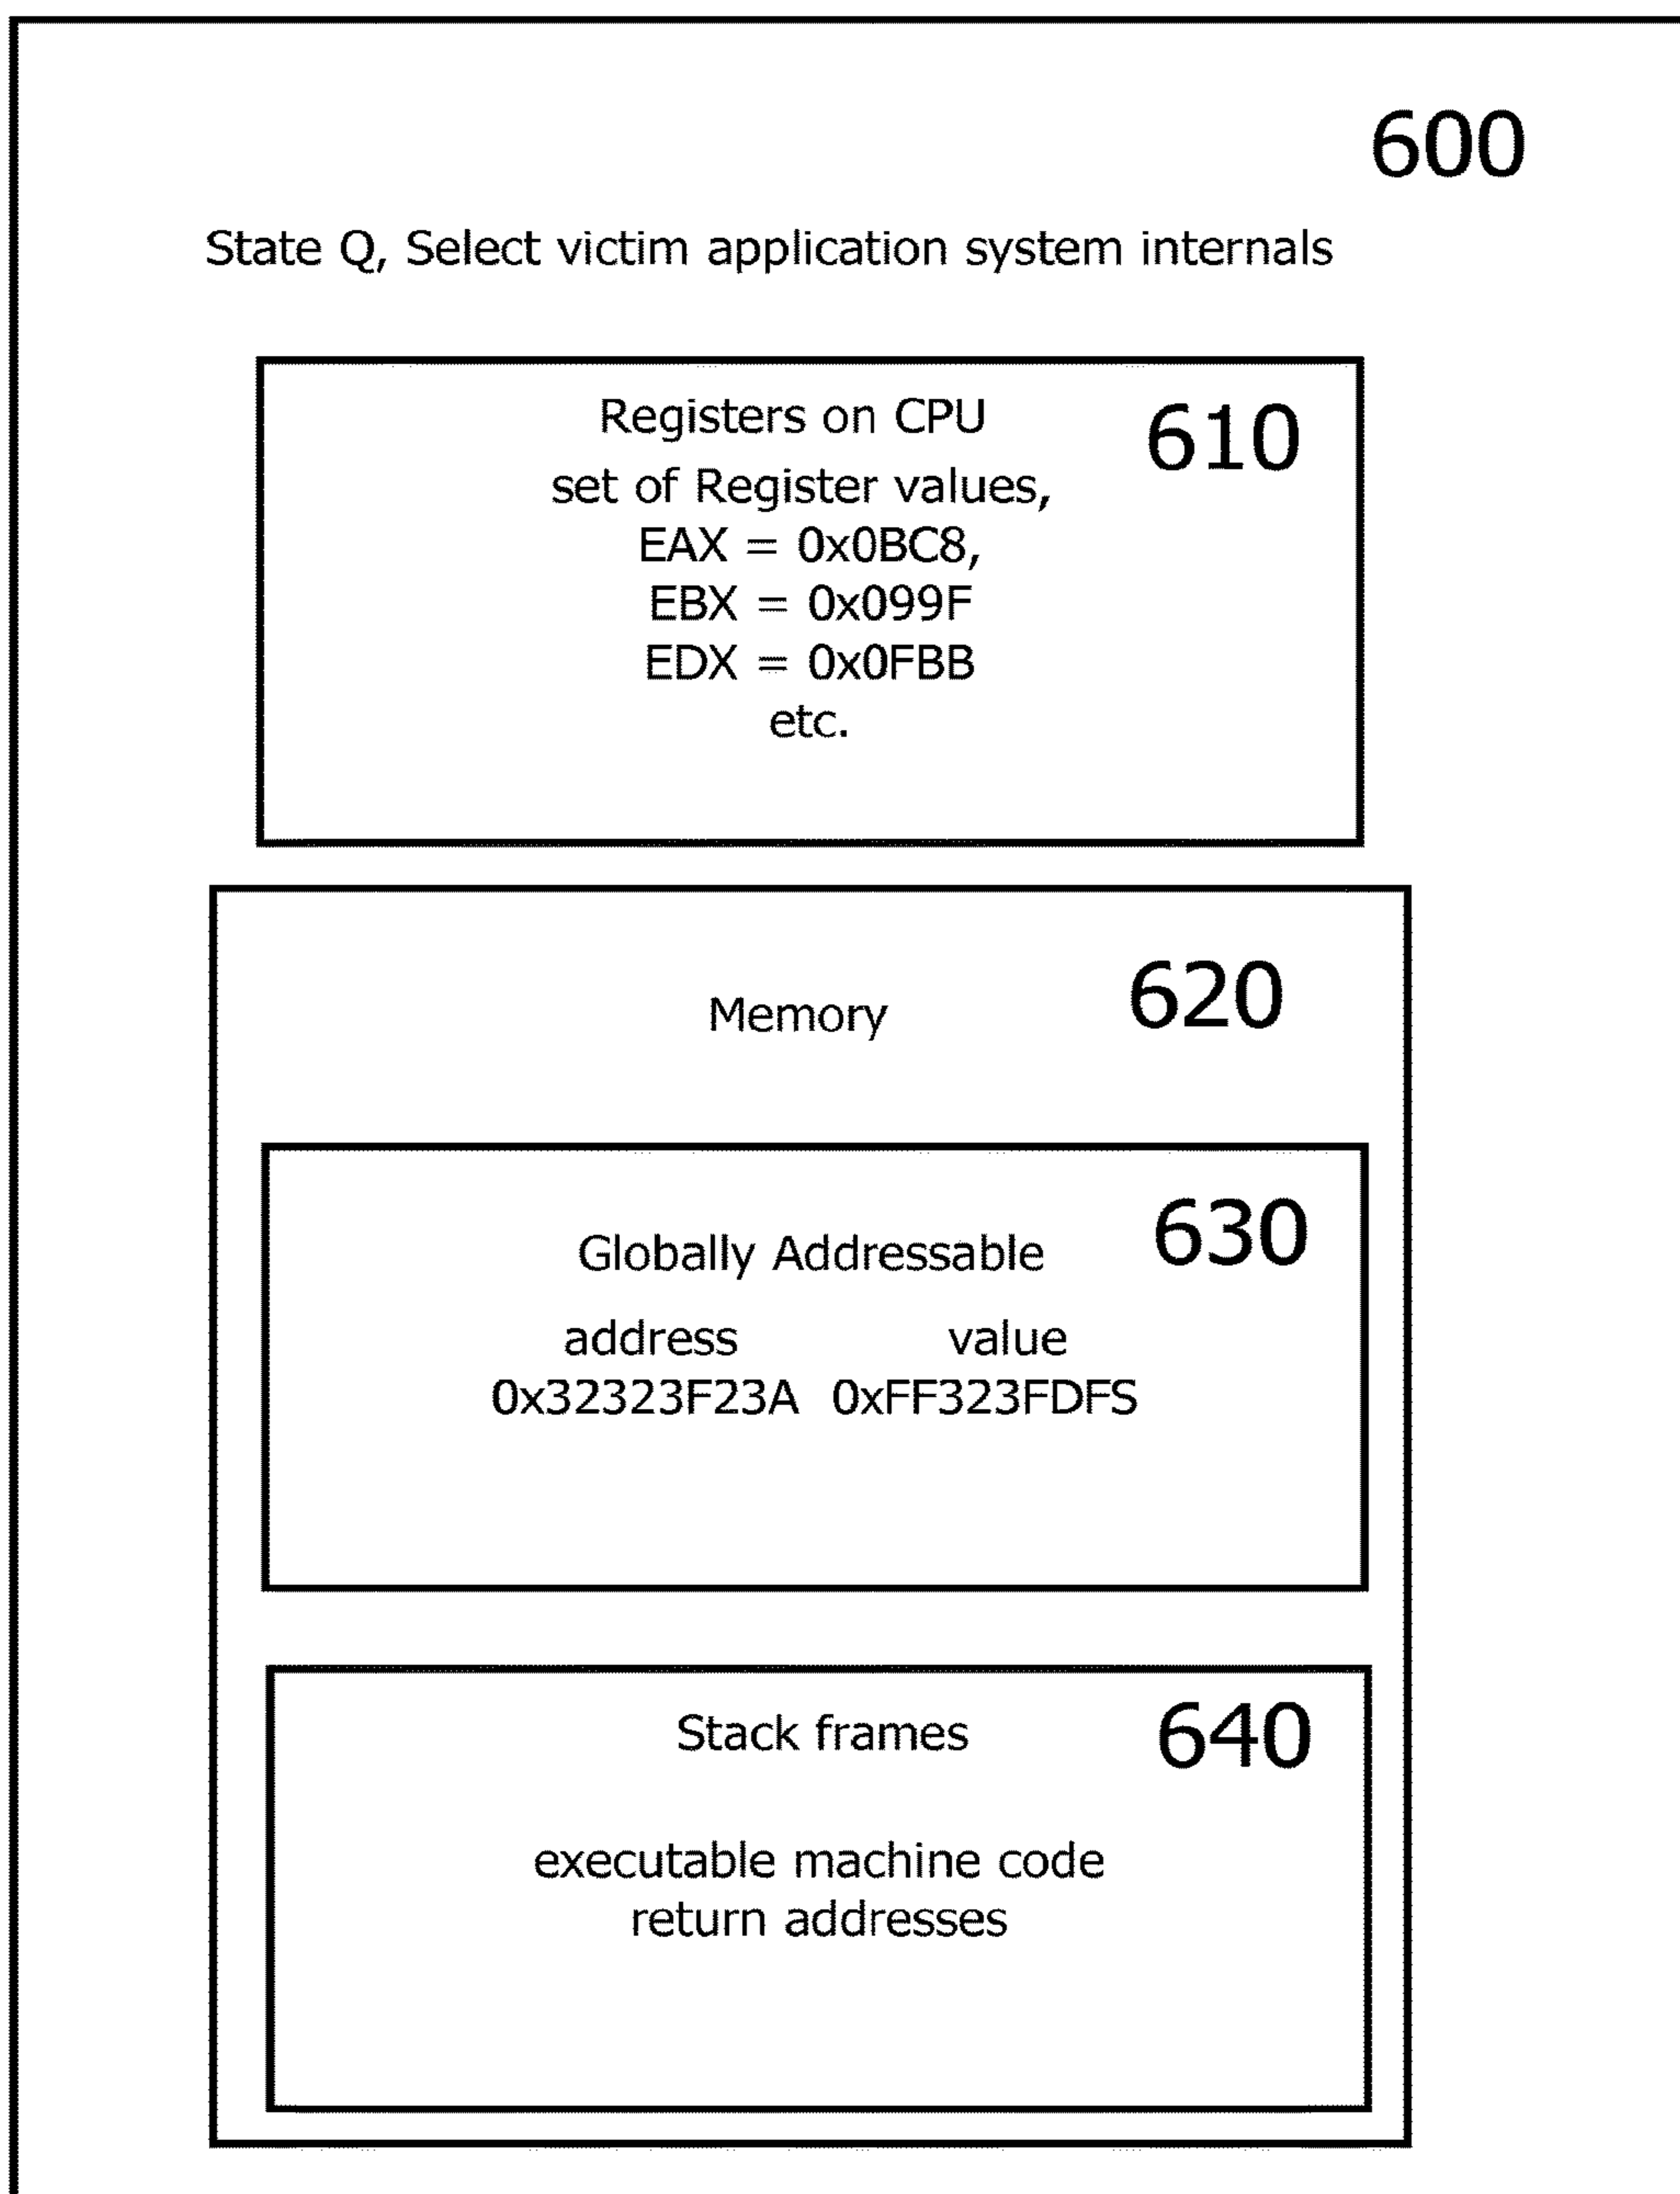 600
State Q, Select victim application system internals
Registers on CPU
610
set of Register values,
EAX = 0x0BC8,
EBX = 0x099F
EDX = 0x0FBB
etc.
Memory
620
Globally Addressable
630
address value
0x32323F23A 0xFF323FDFS
Stack frames
640
executable machine code
return addresses